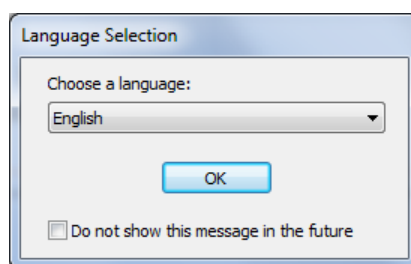 Language Selection
Choose a language:
English
OK
Do not show this message in the future